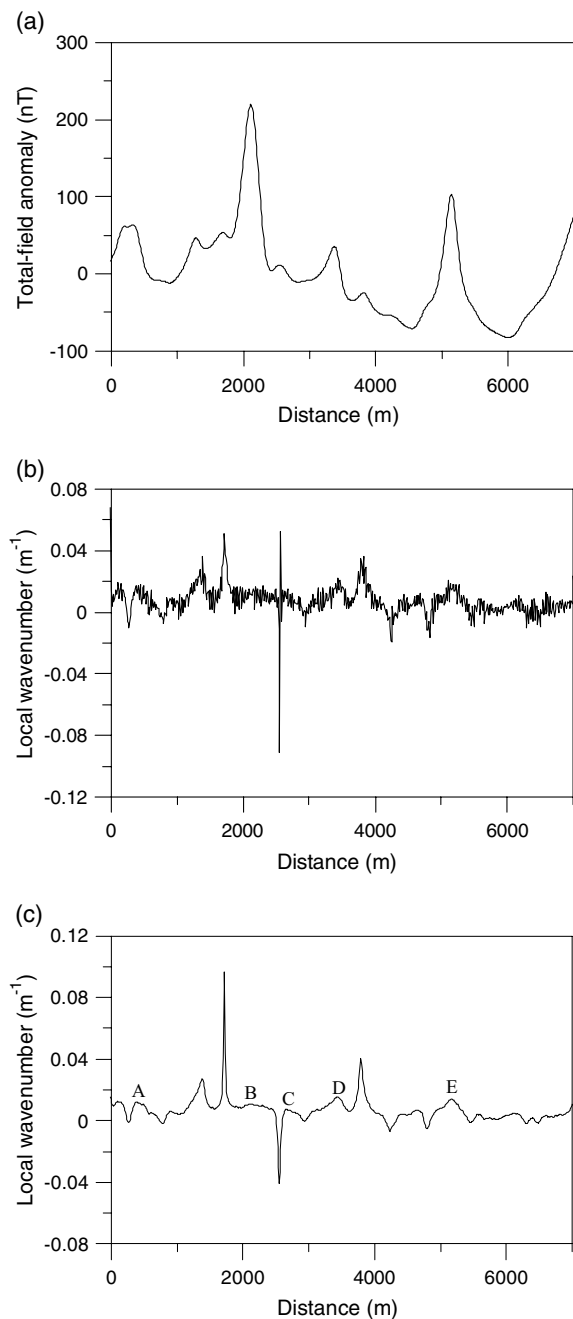 (a)
300
200
100
0
-100
Total-field anomaly (nT)
0 2000 4000 6000
Distance (m)
(b)
0.08
0.04
0
-0.04
-0.08
-0.12
Local wavenumber (m-1)
0 2000 4000 6000
Distance (m)
(c)
0.12
0.08
0.04
0
-0.04
-0.08
Local wavenumber (m-1)
A B C D E
0 2000 4000 6000
Distance (m)